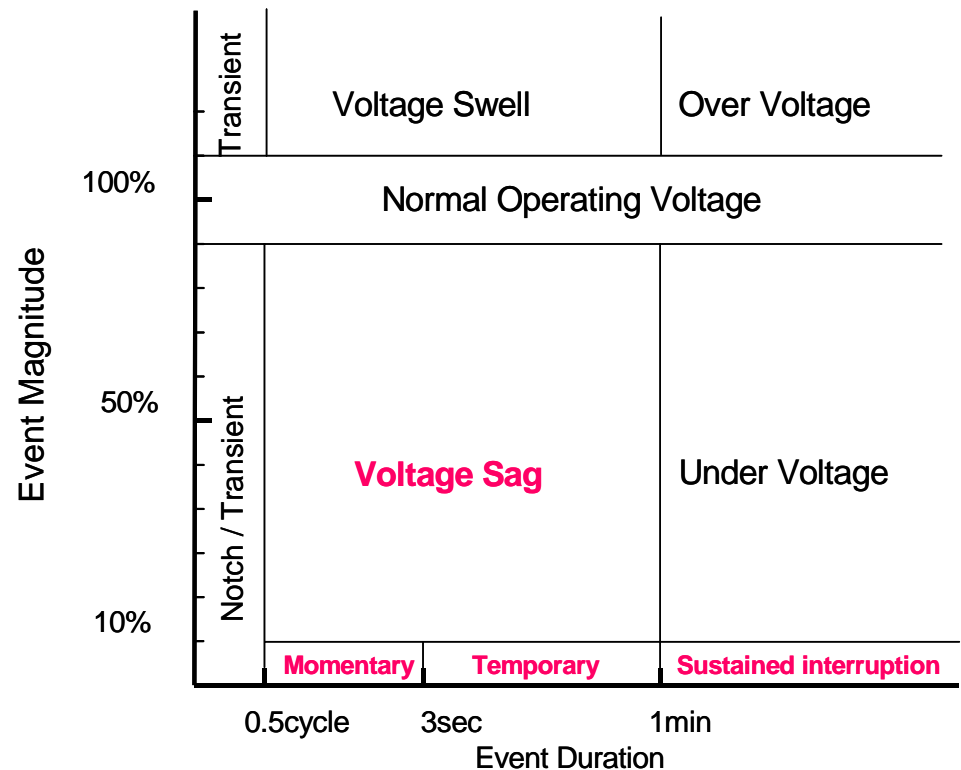 Transient
Voltage Swell
Over Voltage
100%
Normal Operating Voltage
Event Magnitude
50%
Notch / Transient
Voltage Sag
Under Voltage
10%
Momentary
Temporary
Sustained interruption
0.5cycle
3sec
1min
Event Duration